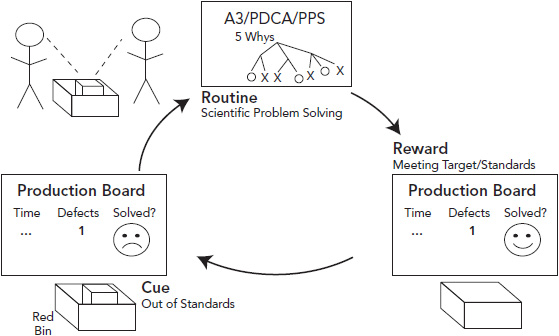 A3/PDCA/PPS
5 Whys
X X X X
Routine
Scientific Problem Solving
Reward
Meeting Target/Standards
Production Board
Time Defects Solved?
... 1
Production Board
Time Defects Solved?
... 1
Cue
Out of Standards
Red
Bin